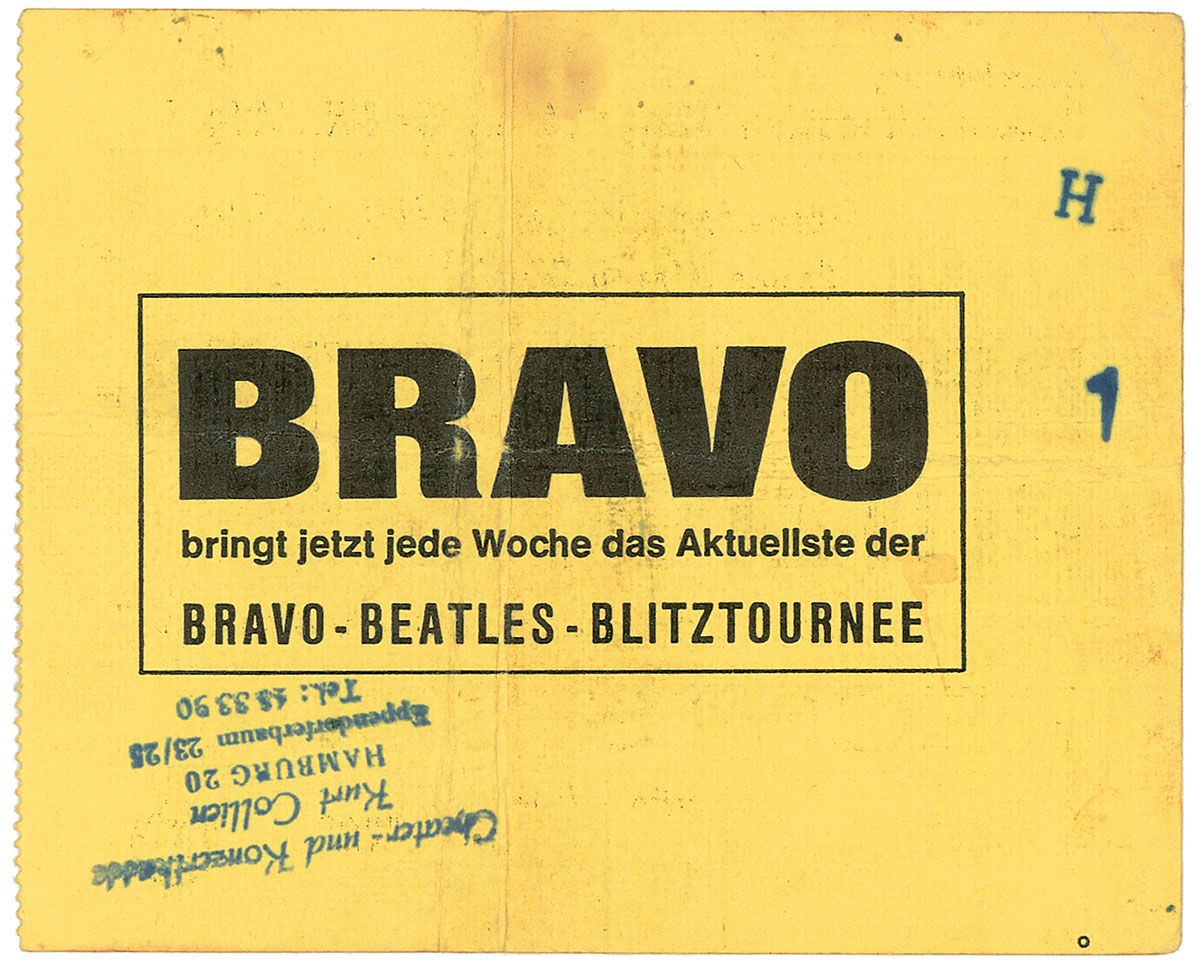 H
BRAVO
1
bringt jetzt jede Woche das Aktuellste der
BRAVO-BEATLES-BLITZTOURNEE
Theater- und Konzertkasse
Kurt Collien
HAMBURG 20
Eppendorferbaum 23/25
Tel.: 48 33 90